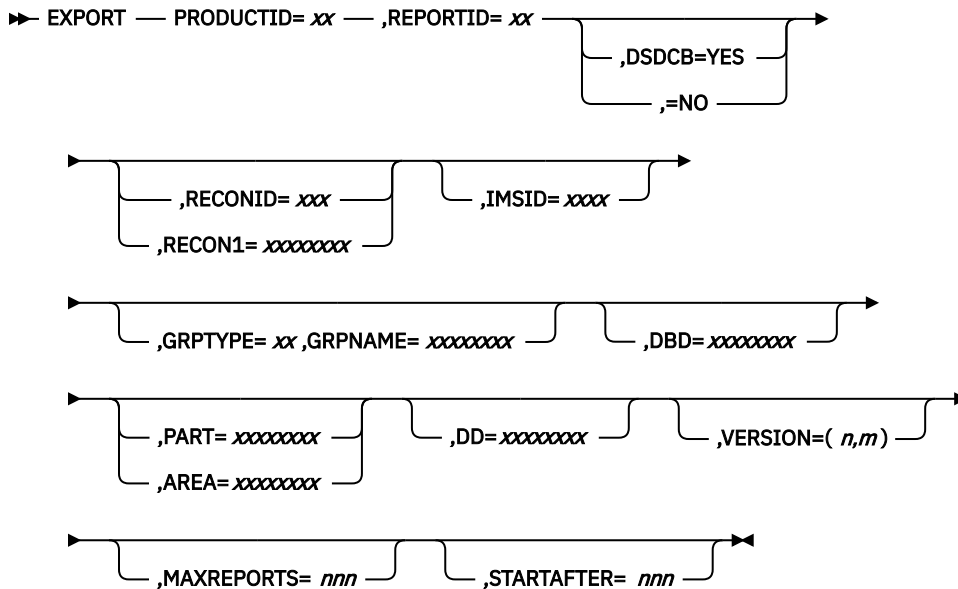 EXPORT PRODUCTID= xx ,REPORTID= xx
,DSDCB=YES
,=NO
,RECONID= xxx
,RECON1= xxxxxxxx
,IMSID= xxxx
,GRPTYPE= xx ,GRPNAME= xxxxxxxx
,DBD= xxxxxxxx
,PART= xxxxxxxx
,AREA= xxxxxxxx
,DD= xxxxxxxx
,VERSION=( n,m )
,MAXREPORTS= nnn
,STARTAFTER= nnn